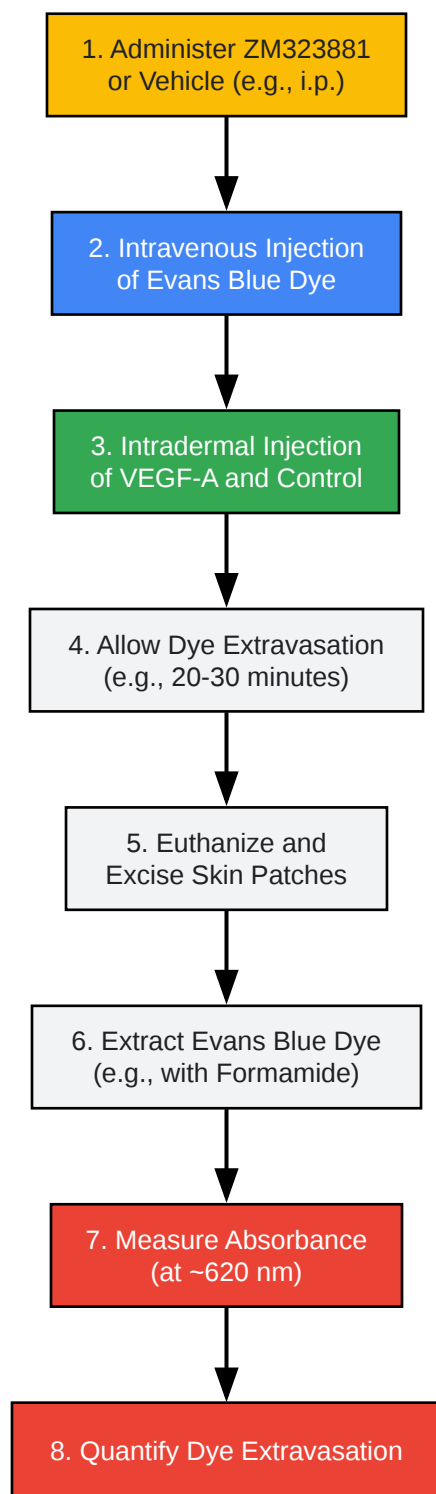 1. Administer ZM323881
or Vehicle (e.g., i.p.)
2. Intravenous Injection
of Evans Blue Dye
3. Intradermal Injection
of VEGF-A and Control
4. Allow Dye Extravasation
(e.g., 20-30 minutes)
5. Euthanize and
Excise Skin Patches
6. Extract Evans Blue Dye
(e.g., with Formamide)
7. Measure Absorbance
(at ~620 nm)
8. Quantify Dye Extravasation